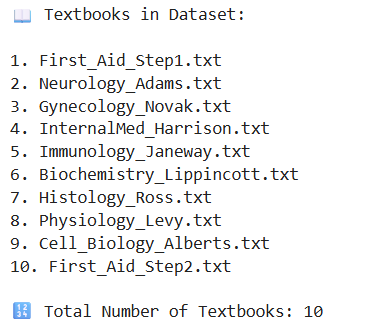 📖 Textbooks in Dataset:
1. First_Aid_Step1.txt
2. Neurology_Adams.txt
3. Gynecology_Novak.txt
4. InternalMed_Harrison.txt
5. Immunology_Janeway.txt
6. Biochemistry_Lippincott.txt
7. Histology_Ross.txt
8. Physiology_Levy.txt
9. Cell_Biology_Alberts.txt
10. First_Aid_Step2.txt
🔢 Total Number of Textbooks: 10